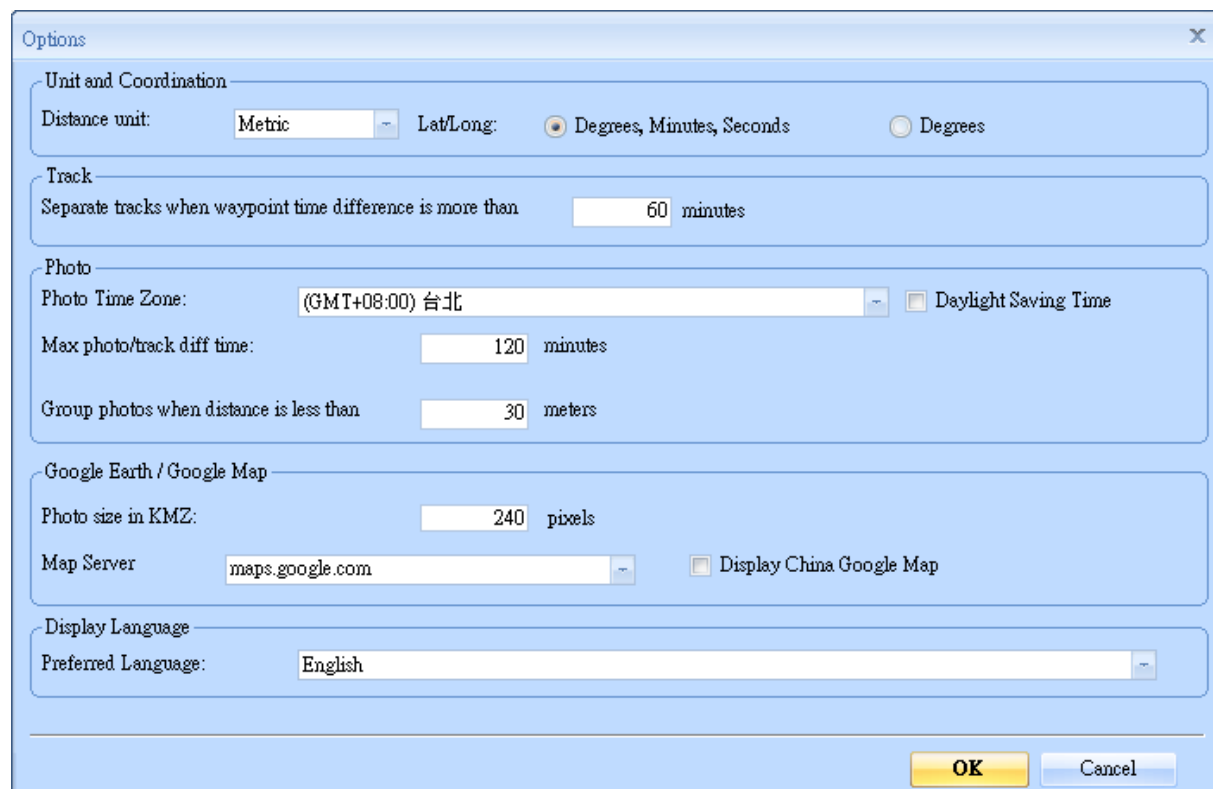 Options
Unit and Coordination
Distance unit: Metric Lat/Long: Degrees, Minutes, Seconds Degrees
Track
Separate tracks when waypoint time difference is more than 60 minutes
Photo
Photo Time Zone: (GMT+08:00) 台北 Daylight Saving Time
Max photo/track diff time: 120 minutes
Group photos when distance is less than 30 meters
Google Earth / Google Map
Photo size in KMZ: 240 pixels
Map Server maps.google.com Display China Google Map
Display Language
Preferred Language: English
OK Cancel